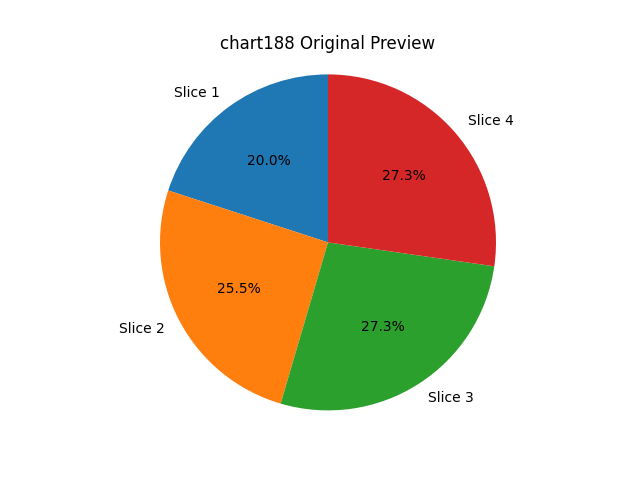 chart188 Original Preview
Slice 1
Slice 4
20.0%
27.3%
25.5%
27.3%
Slice 2
Slice 3